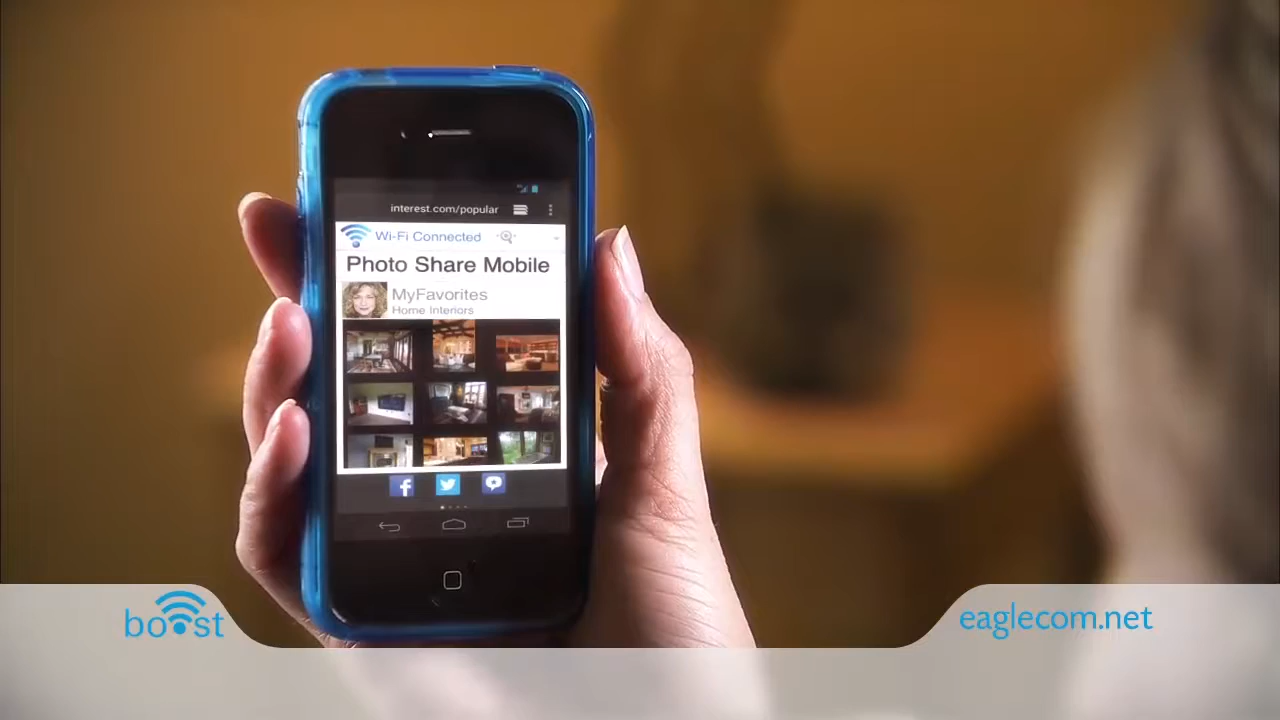 interest.com/popular
Wi-Fi Connected
Photo Share Mobile
MyFavorites
Home Interiors
boost
eaglecom.net